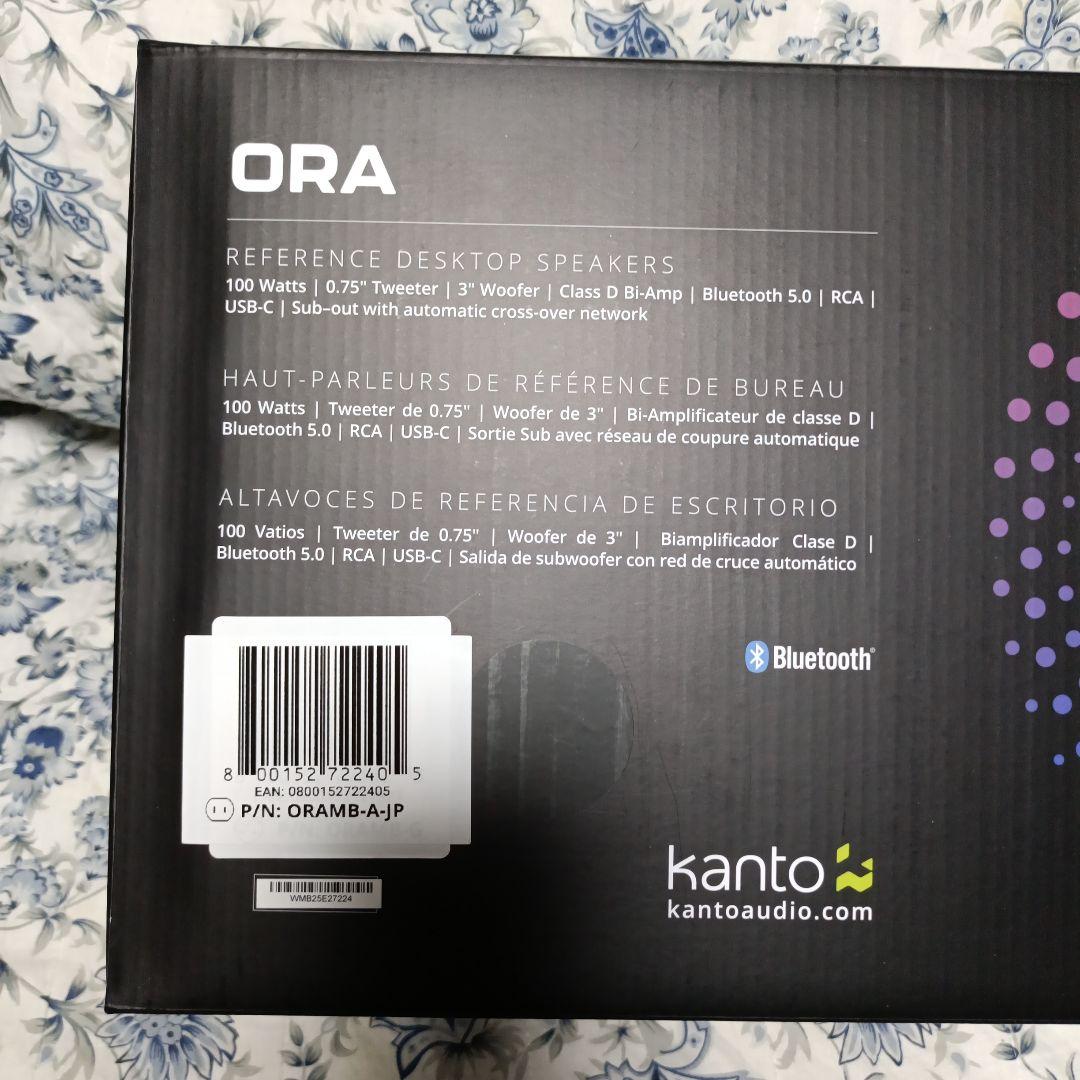 ORA
REFERENCE DESKTOP SPEAKERS
100 Watts | 0.75" Tweeter | 3" Woofer | Class D Bi-Amp | Bluetooth 5.0 | RCA |
USB-C | Sub–out with automatic cross-over network
HAUT-PARLEURS DE RÉFÉRENCE DE BUREAU
100 Watts | Tweeter de 0.75" | Woofer de 3" | Bi-Amplificateur de classe D |
Bluetooth 5.0 | RCA | USB-C | Sortie Sub avec réseau de coupure automatique
ALTAVOCES DE REFERENCIA DE ESCRITORIO
100 Vatios | Tweeter de 0.75" | Woofer de 3" | Biamplificador Clase D |
Bluetooth 5.0 | RCA | USB-C | Salida de subwoofer con red de cruce automático
Bluetooth®
8 00152 72240 5
EAN: 0800152722405
P/N: ORAMB-A-JP
WMB25E27224
kanto
kantoaudio.com